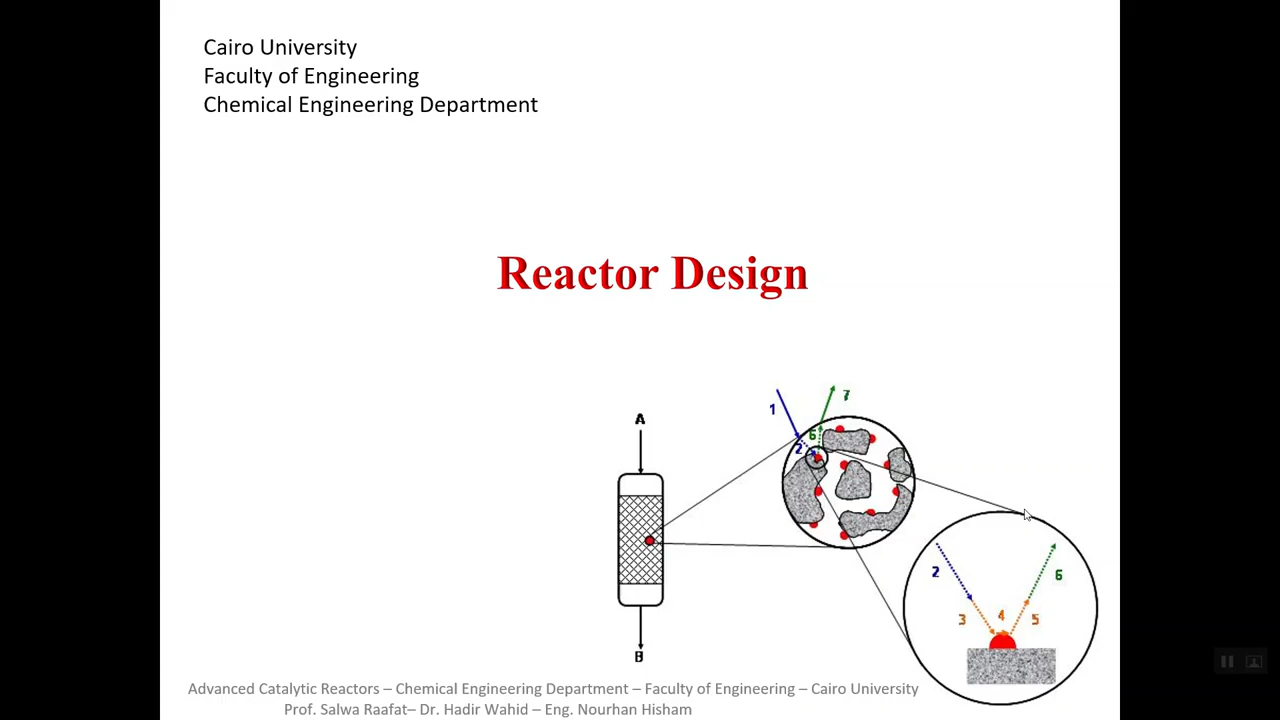 Cairo University
Faculty of Engineering
Chemical Engineering Department
Reactor Design
1
7
6
2
A
2
6
3
4
5
B
Advanced Catalytic Reactors – Chemical Engineering Department – Faculty of Engineering – Cairo University
Prof. Salwa Raafat– Dr. Hadir Wahid – Eng. Nourhan Hisham